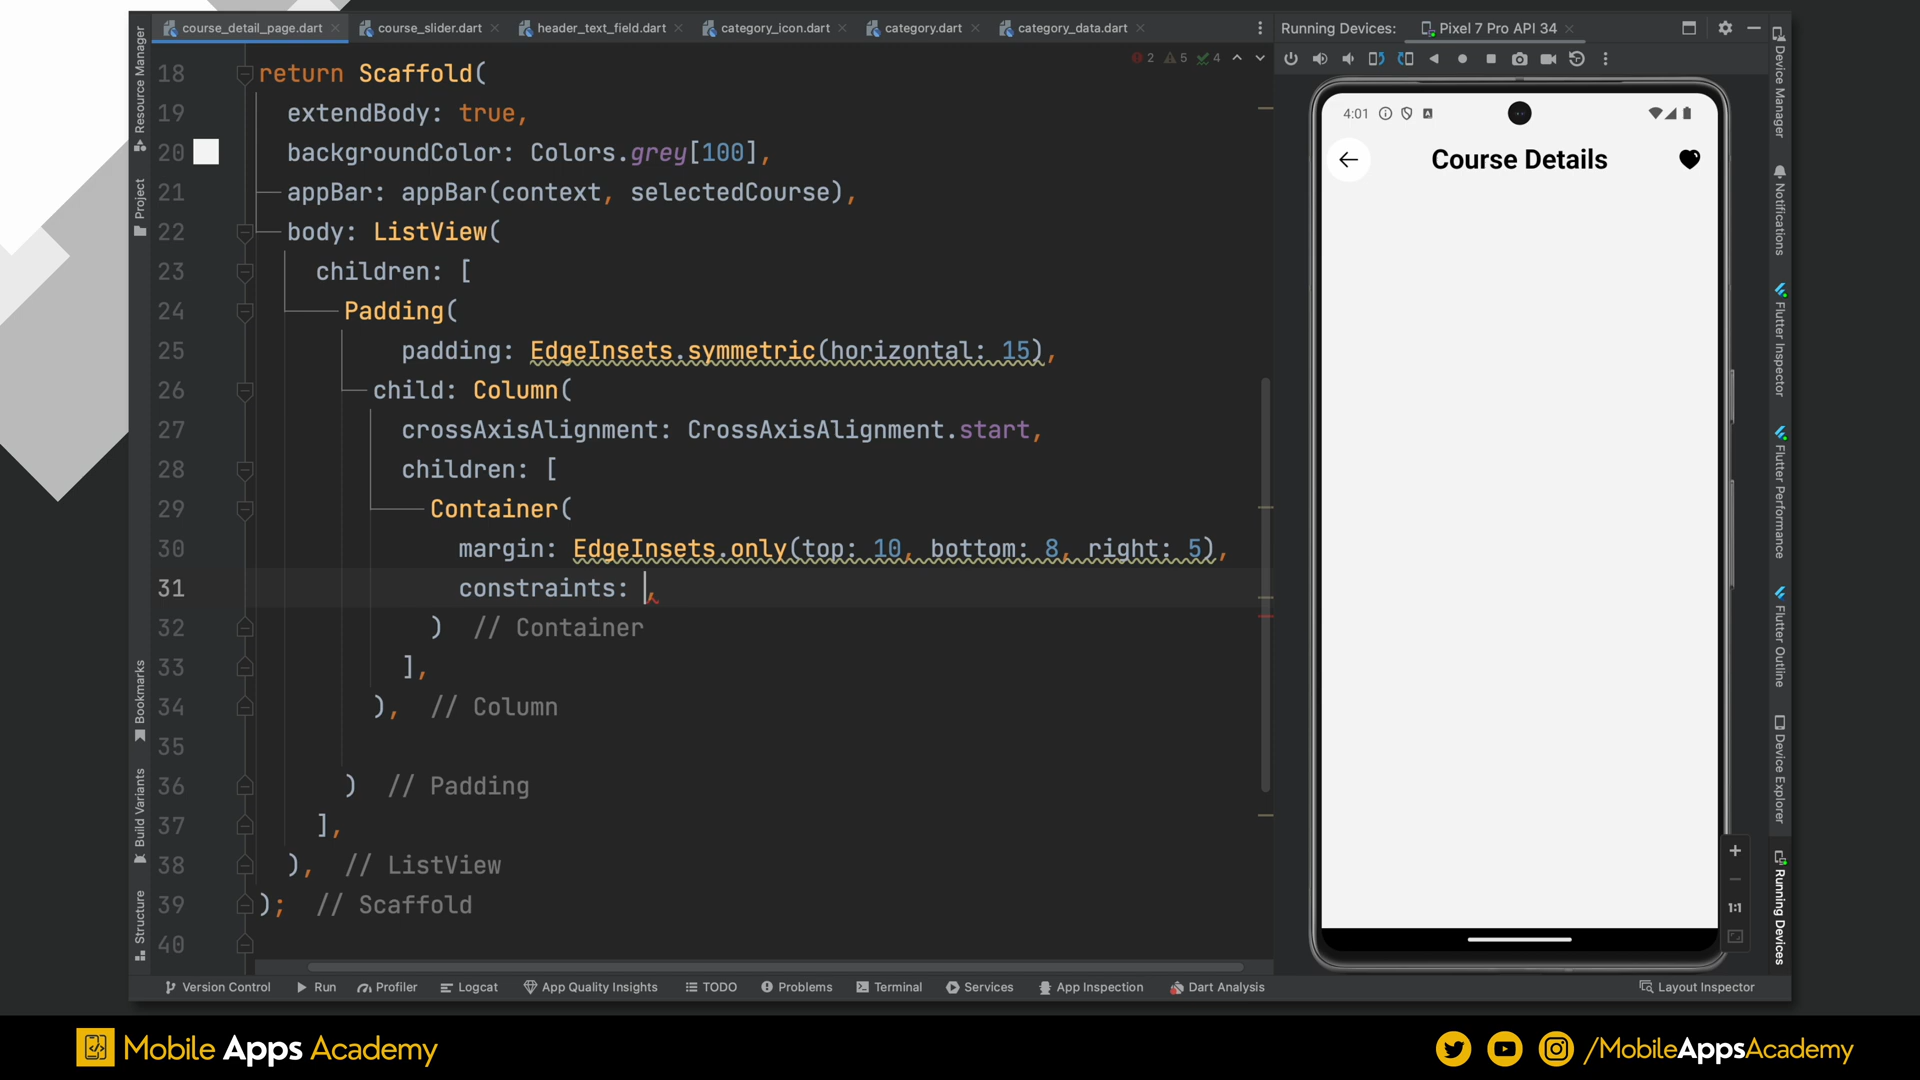 course_detail_page.dart
course_slider.dart
header_text_field.dart
category_icon.dart
category.dart
category_data.dart
Running Devices:
Pixel 7 Pro API 34
2 5 4
Resource Manager
Project
Bookmarks
Build Variants
Structure
18 return Scaffold(
19 extendBody: true,
20 backgroundColor: Colors.grey[100],
21 appBar: appBar(context, selectedCourse),
22 body: ListView(
23 children: [
24 Padding(
25 padding: EdgeInsets.symmetric(horizontal: 15),
26 child: Column(
27 crossAxisAlignment: CrossAxisAlignment.start,
28 children: [
29 Container(
30 margin: EdgeInsets.only(top: 10, bottom: 8, right: 5),
31 constraints: ,
32 ) // Container
33 ],
34 ), // Column
35
36 ) // Padding
37 ],
38 ), // ListView
39 ); // Scaffold
40
4:01
Course Details
Device Manager
Notifications
Flutter Inspector
Flutter Performance
Flutter Outline
Device Explorer
Running Devices
1:1
Version Control
Run
Profiler
Logcat
App Quality Insights
TODO
Problems
Terminal
Services
App Inspection
Dart Analysis
Layout Inspector
Mobile Apps Academy
/MobileAppsAcademy